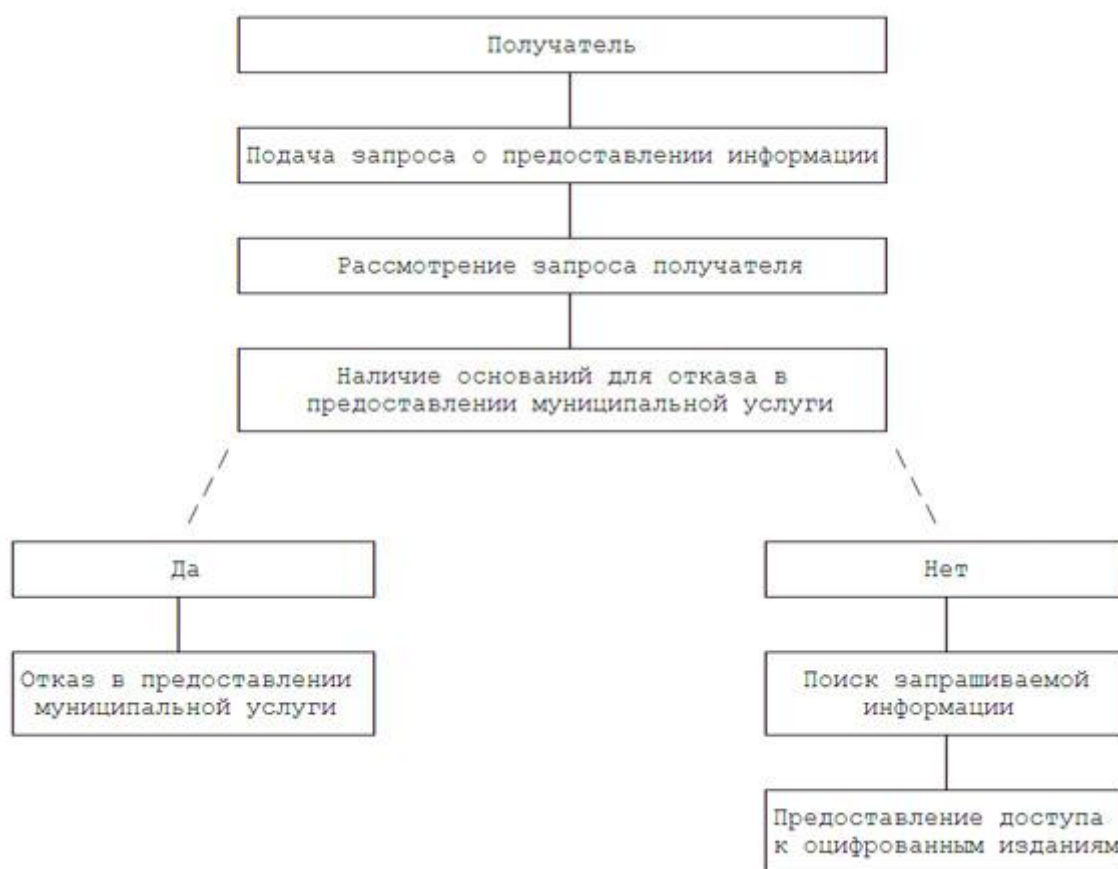 Получатель
Подача запроса о предоставлении информации
Рассмотрение запроса получателя
Наличие оснований для отказа в
предоставлении муниципальной услуги
Да
Нет
Отказ в предоставлении
муниципальной услуги
Поиск запрашиваемой
информации
Предоставление доступа
к оцифрованным изданиям